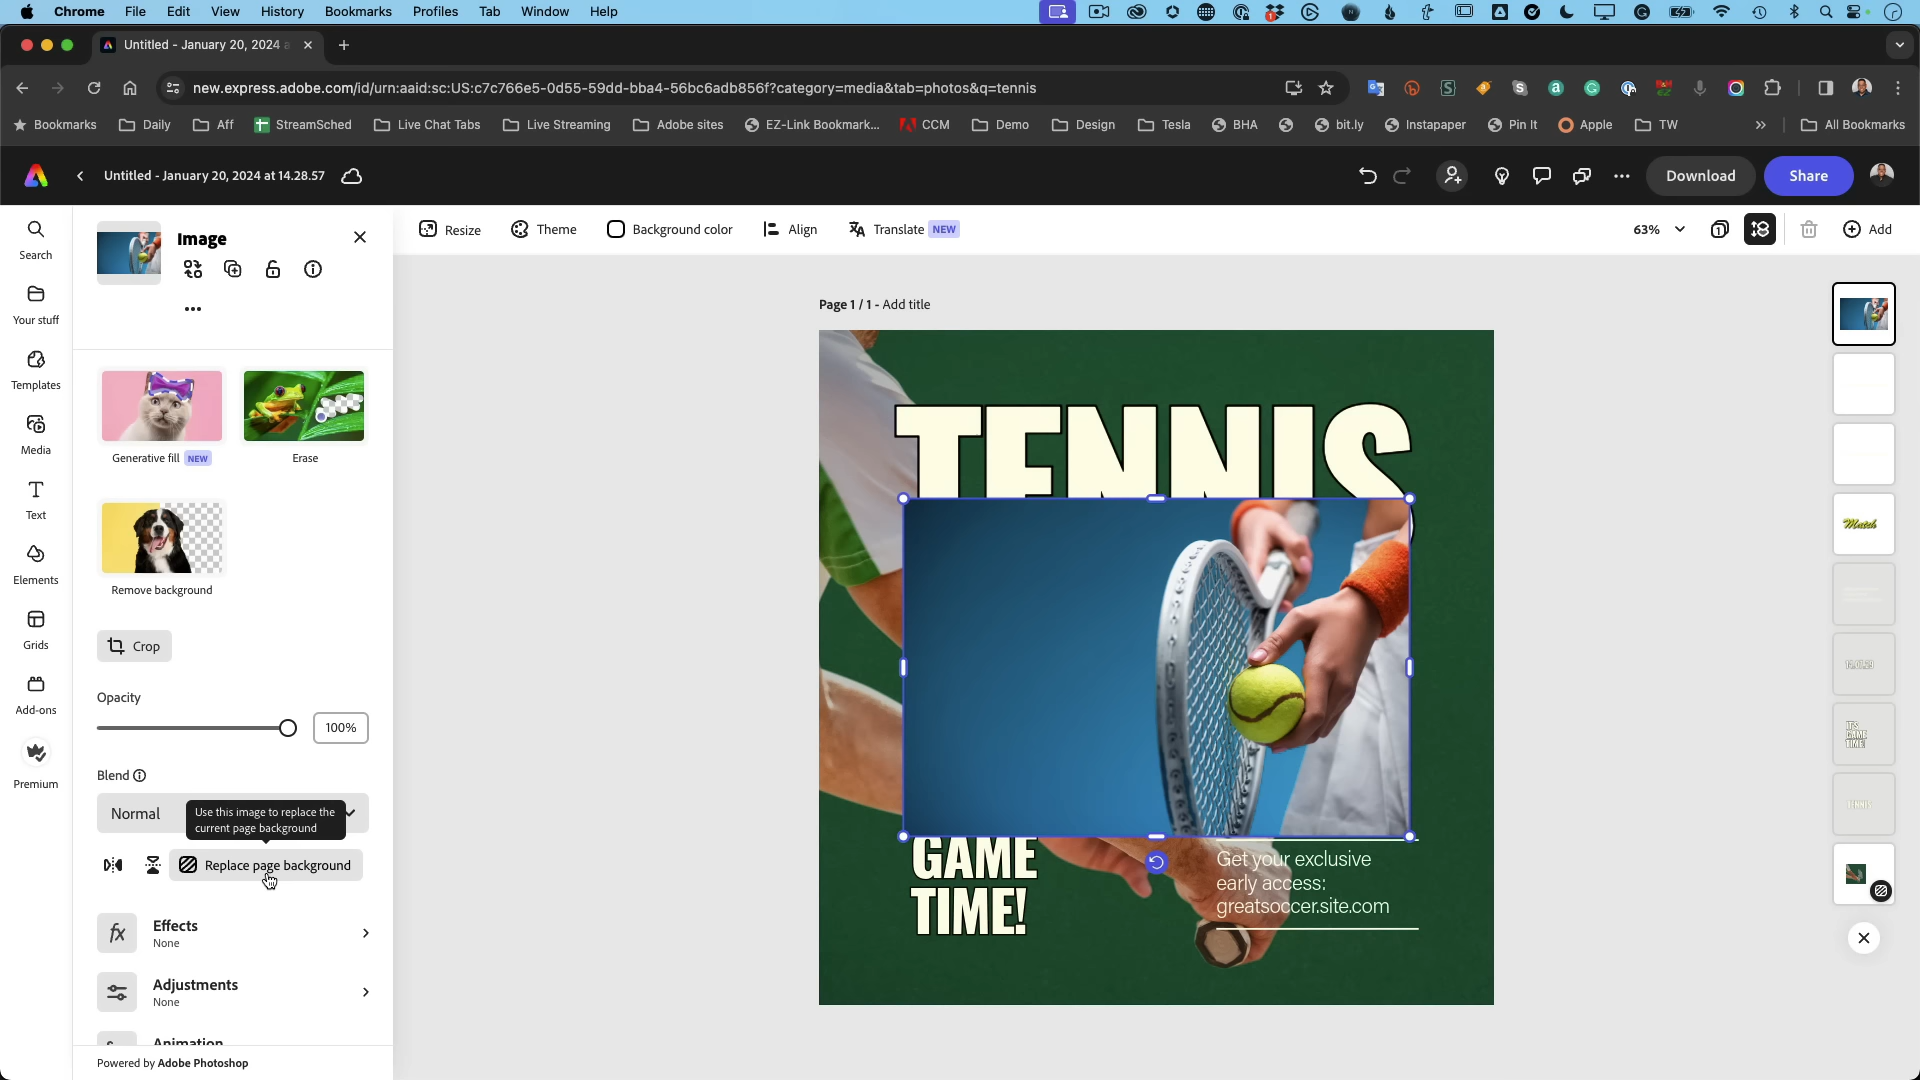 Chrome File Edit View History Bookmarks Profiles Tab Window Help
Untitled - January 20, 2024 a
new.express.adobe.com/id/urn:aaid:sc:US:c7c766e5-0d55-59dd-bba4-56bc6adb856f?category=media&tab=photos&q=tennis
Bookmarks Daily Aff StreamSched Live Chat Tabs Live Streaming Adobe sites EZ-Link Bookmark... CCM Demo Design Tesla BHA bit.ly Instapaper Pin It Apple TW » All Bookmarks
Untitled - January 20, 2024 at 14.28.57
Download Share
Search
Your stuff
Templates
Media
Text
Elements
Grids
Add-ons
Premium
Image
Generative fill NEW
Erase
Remove background
Crop
Opacity
100%
Blend
Normal
Use this image to replace the
current page background
Replace page background
Effects
None
Adjustments
None
Animation
Powered by Adobe Photoshop
Resize Theme Background color Align Translate NEW
63%
1
Add
Page 1 / 1 - Add title
TENNIS
GAME
TIME!
Get your exclusive
early access:
greatsoccer.site.com
Match
IT'S
GAME
TIME!
TENNIS